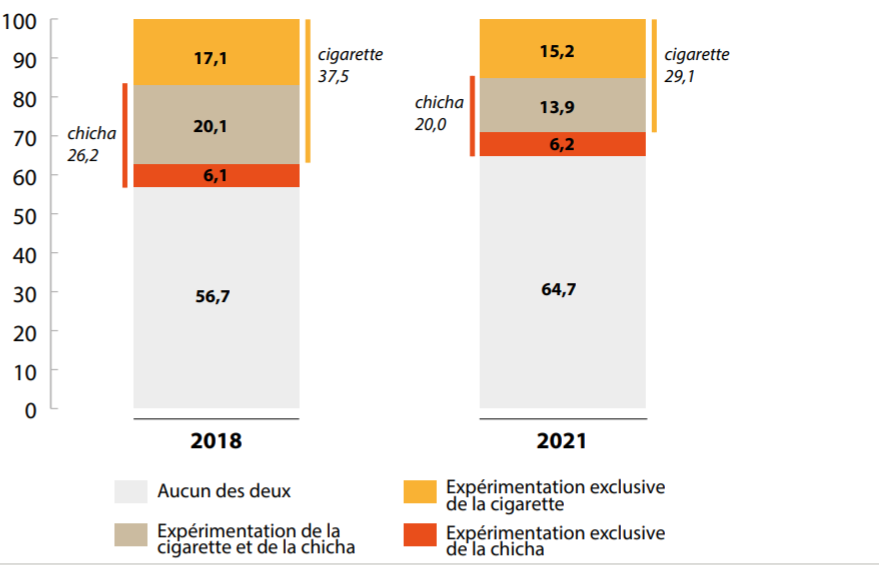 100
90
80
70
60
50
40
30
20
10
0
17,1
20,1
6,1
56,7
chicha
26,2
cigarette
37,5
2018
15,2
13,9
6,2
64,7
chicha
20,0
cigarette
29,1
2021
Aucun des deux
Expérimentation de la
cigarette et de la chicha
Expérimentation exclusive
de la cigarette
Expérimentation exclusive
de la chicha